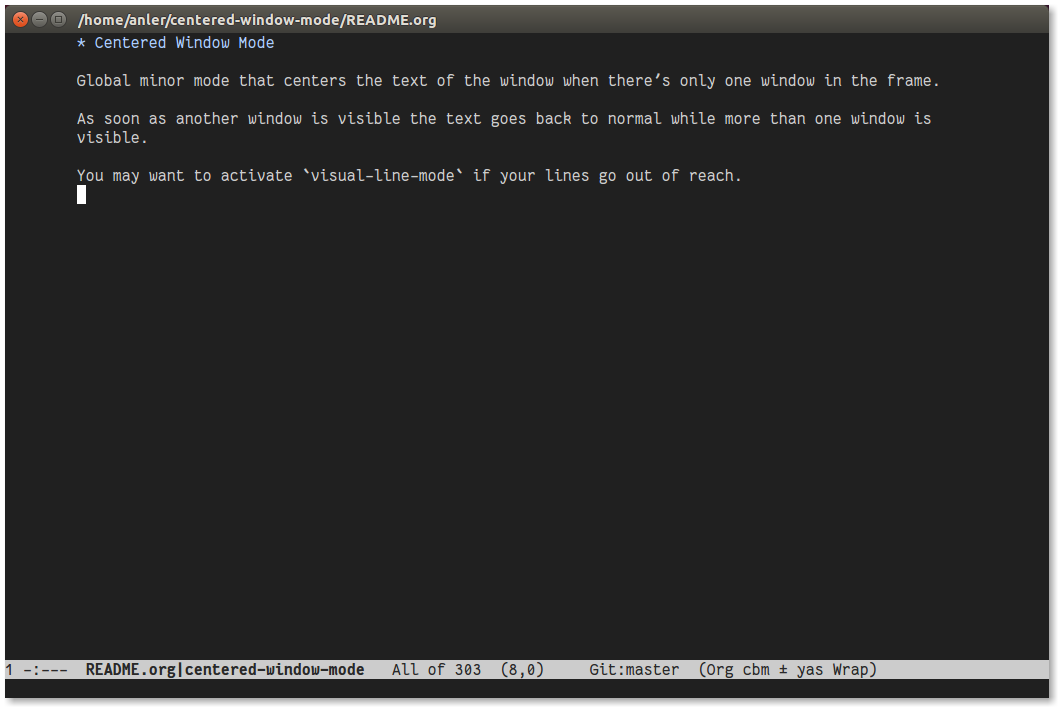 /home/anler/centered-window-mode/README.org
* Centered Window Mode
Global minor mode that centers the text of the window when there's only one window in the frame.
As soon as another window is visible the text goes back to normal while more than one window is
visible.
You may want to activate `visual-line-mode` if your lines go out of reach.
1 -:--- README.org|centered-window-mode All of 303 (8,0) Git:master (Org cbm ± yas Wrap)